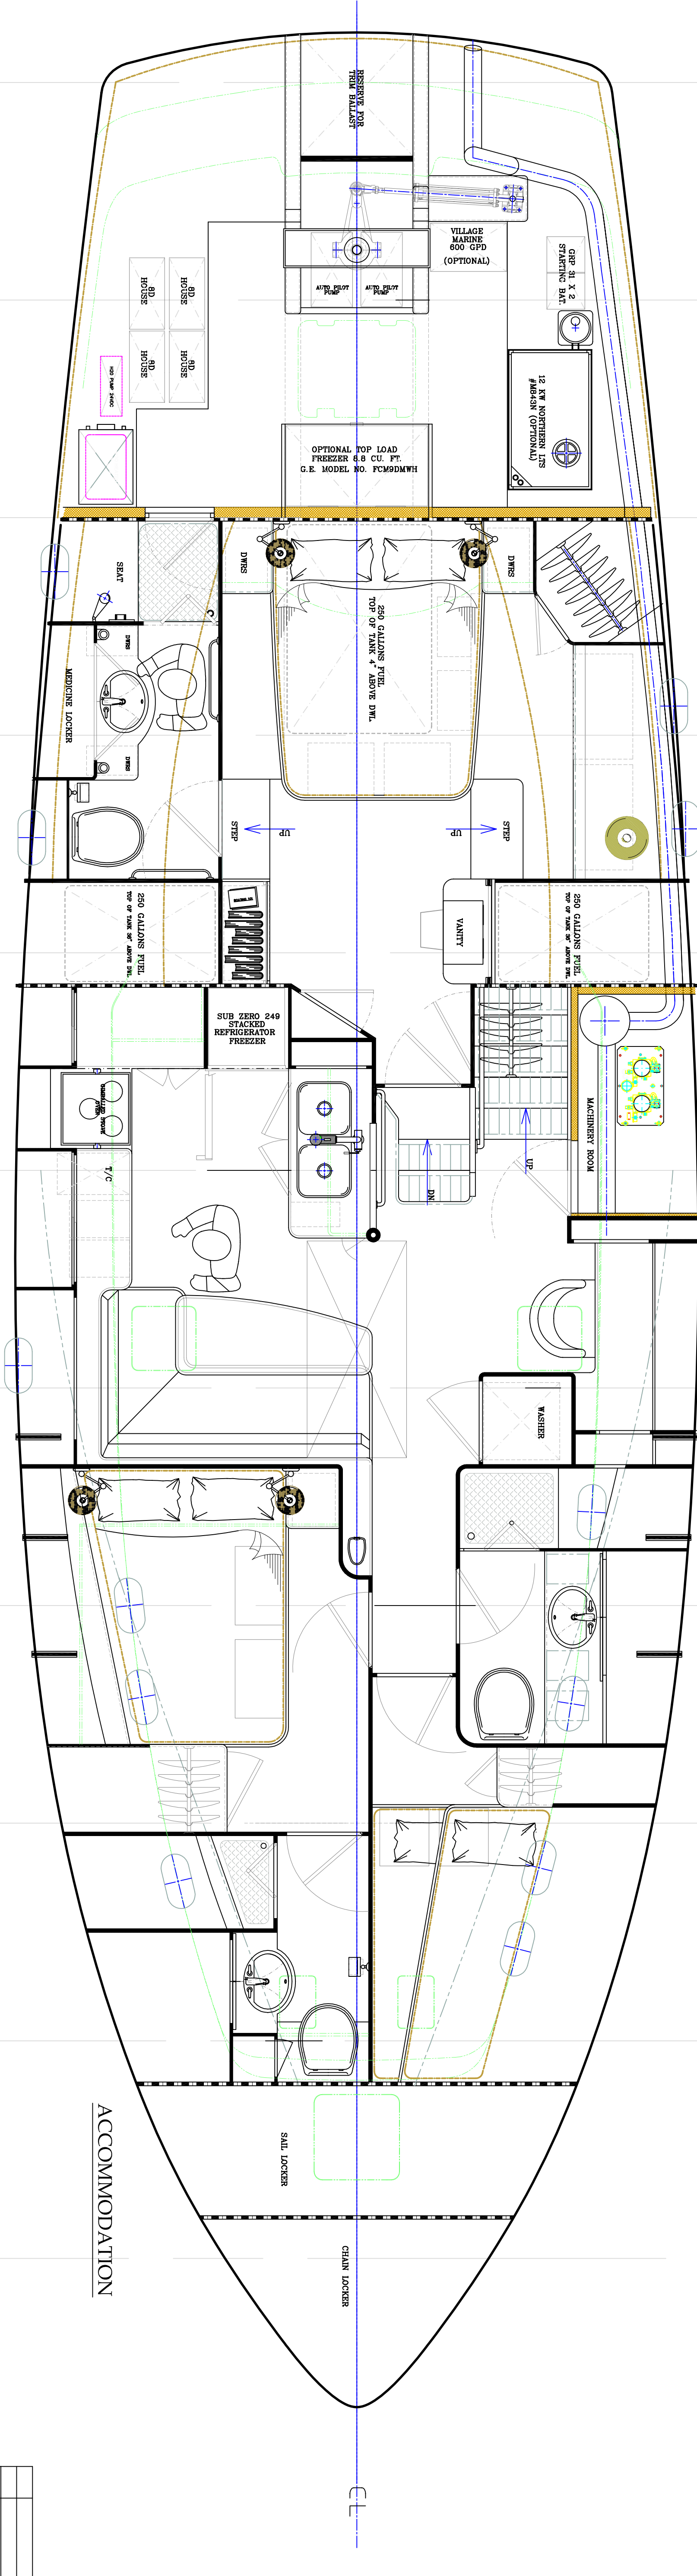 RESERVE FOR
TRIM BALLAST
VILLAGE
MARINE
600 GPD
(OPTIONAL)
GRP 31 X 2
STARTING BAT.
AUTO PILOT
PUMP
AUTO PILOT
PUMP
8D
HOUSE
8D
HOUSE
8D
HOUSE
8D
HOUSE
H2O PUMP 24VDC
12 KW NORTHERN LTS
#M843N (OPTIONAL)
OPTIONAL TOP LOAD
FREEZER 8.8 CU. FT.
G.E. MODEL NO. FCM9DMWH
SEAT
DWRS
DWRS
250 GALLONS FUEL
TOP OF TANK 4" ABOVE DWL
DWRS
MEDICINE LOCKER
DWRS
STEP
UP
UP
STEP
250 GALLONS FUEL
TOP OF TANK 36" ABOVE DWL
VANITY
250 GALLONS FUEL
TOP OF TANK 36" ABOVE DWL
SUB ZERO 249
STACKED
REFRIGERATOR
FREEZER
MACHINERY ROOM
T/C
DN
UP
WASHER
SAIL LOCKER
ACCOMMODATION
CHAIN LOCKER
CL